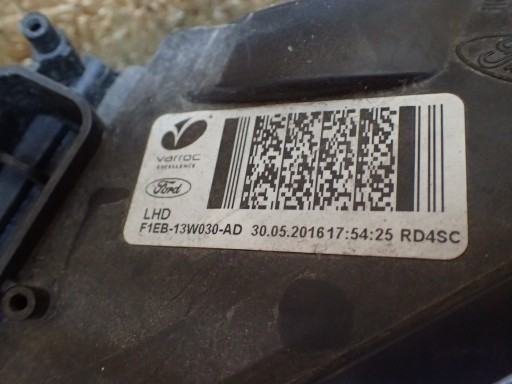 varroc
EXCELLENCE
Ford
LHD
F1EB-13W030-AD 30.05.2016 17:54:25 RD4SC